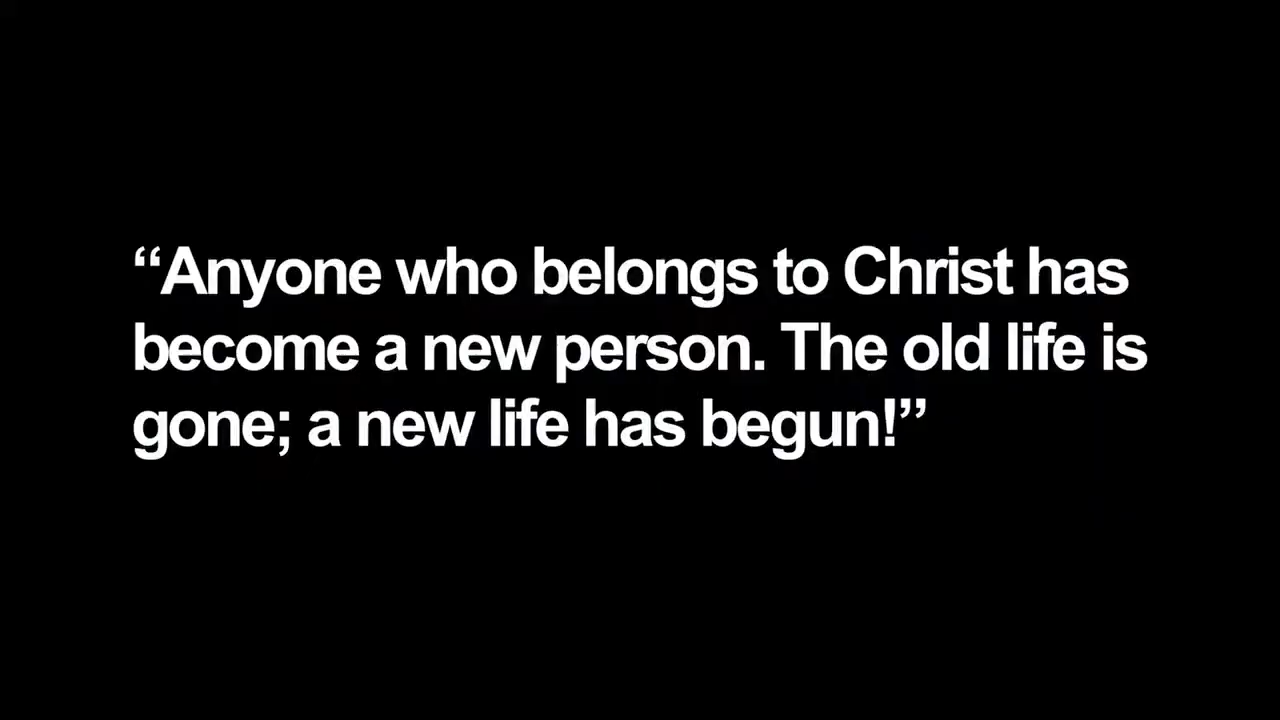 “Anyone who belongs to Christ has
become a new person. The old life is
gone; a new life has begun!”